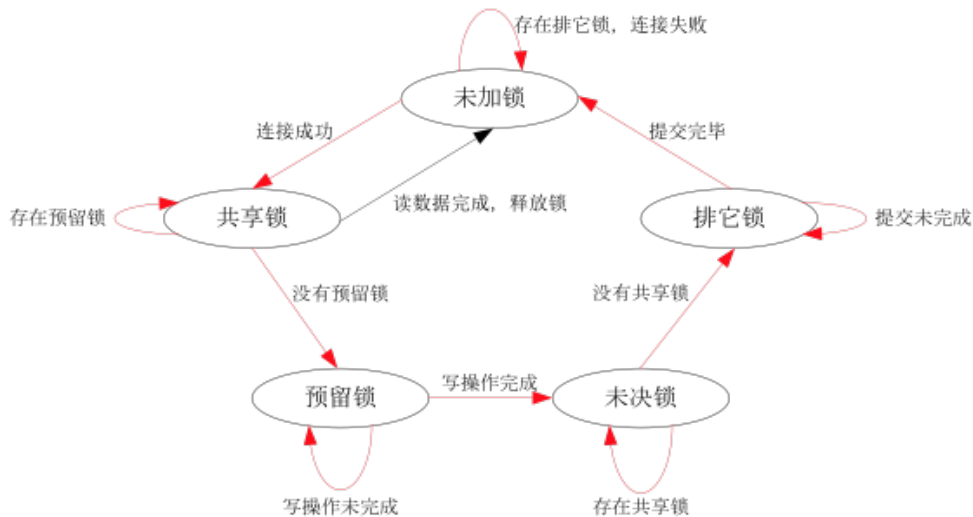 存在排它锁，连接失败
未加锁
连接成功
提交完毕
读数据完成，释放锁
存在预留锁
共享锁
排它锁
提交未完成
没有预留锁
没有共享锁
写操作完成
预留锁
未决锁
写操作未完成
存在共享锁